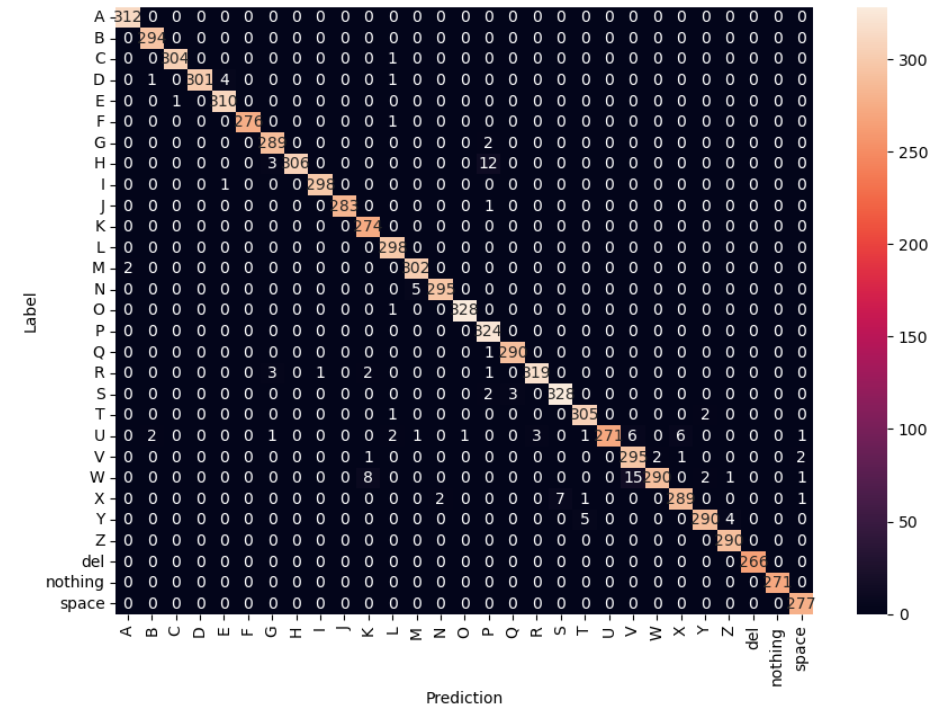 A 312 0 0 0 0 0 0 0 0 0 0 0 0 0 0 0 0 0 0 0 0 0 0 0 0 0 0 0 0
B 0 294 0 0 0 0 0 0 0 0 0 0 0 0 0 0 0 0 0 0 0 0 0 0 0 0 0 0 0
C 0 0 304 0 0 0 0 0 0 0 0 1 0 0 0 0 0 0 0 0 0 0 0 0 0 0 0 0 0
D 0 1 0 301 4 0 0 0 0 0 0 1 0 0 0 0 0 0 0 0 0 0 0 0 0 0 0 0 0
E 0 0 1 0 310 0 0 0 0 0 0 0 0 0 0 0 0 0 0 0 0 0 0 0 0 0 0 0 0
F 0 0 0 0 0 276 0 0 0 0 0 1 0 0 0 0 0 0 0 0 0 0 0 0 0 0 0 0 0
G 0 0 0 0 0 0 289 0 0 0 0 0 0 0 0 2 0 0 0 0 0 0 0 0 0 0 0 0 0
H 0 0 0 0 0 0 3 306 0 0 0 0 0 0 0 12 0 0 0 0 0 0 0 0 0 0 0 0 0
I 0 0 0 0 1 0 0 0 298 0 0 0 0 0 0 0 0 0 0 0 0 0 0 0 0 0 0 0 0
J 0 0 0 0 0 0 0 0 0 283 0 0 0 0 0 1 0 0 0 0 0 0 0 0 0 0 0 0 0
K 0 0 0 0 0 0 0 0 0 0 274 0 0 0 0 0 0 0 0 0 0 0 0 0 0 0 0 0 0
L 0 0 0 0 0 0 0 0 0 0 0 298 0 0 0 0 0 0 0 0 0 0 0 0 0 0 0 0 0
M 2 0 0 0 0 0 0 0 0 0 0 0 302 0 0 0 0 0 0 0 0 0 0 0 0 0 0 0 0
N 0 0 0 0 0 0 0 0 0 0 0 0 5 295 0 0 0 0 0 0 0 0 0 0 0 0 0 0 0
O 0 0 0 0 0 0 0 0 0 0 0 1 0 0 328 0 0 0 0 0 0 0 0 0 0 0 0 0 0
P 0 0 0 0 0 0 0 0 0 0 0 0 0 0 0 324 0 0 0 0 0 0 0 0 0 0 0 0 0
Q 0 0 0 0 0 0 0 0 0 0 0 0 0 0 0 1 290 0 0 0 0 0 0 0 0 0 0 0 0
R 0 0 0 0 0 0 3 0 1 0 2 0 0 0 0 1 0 319 0 0 0 0 0 0 0 0 0 0 0
S 0 0 0 0 0 0 0 0 0 0 0 0 0 0 0 2 3 0 328 0 0 0 0 0 0 0 0 0 0
T 0 0 0 0 0 0 0 0 0 0 0 1 0 0 0 0 0 0 0 305 0 0 0 0 2 0 0 0 0
U 0 2 0 0 0 0 1 0 0 0 0 2 1 0 1 0 0 3 0 1 271 6 0 6 0 0 0 0 1
V 0 0 0 0 0 0 0 0 0 0 1 0 0 0 0 0 0 0 0 0 0 295 2 1 0 0 0 0 2
W 0 0 0 0 0 0 0 0 0 0 8 0 0 0 0 0 0 0 0 0 0 15 290 0 2 1 0 0 1
X 0 0 0 0 0 0 0 0 0 0 0 0 0 2 0 0 0 0 7 1 0 0 0 289 0 0 0 0 1
Y 0 0 0 0 0 0 0 0 0 0 0 0 0 0 0 0 0 0 0 5 0 0 0 0 290 4 0 0 0
Z 0 0 0 0 0 0 0 0 0 0 0 0 0 0 0 0 0 0 0 0 0 0 0 0 0 290 0 0 0
del 0 0 0 0 0 0 0 0 0 0 0 0 0 0 0 0 0 0 0 0 0 0 0 0 0 0 266 0 0
nothing 0 0 0 0 0 0 0 0 0 0 0 0 0 0 0 0 0 0 0 0 0 0 0 0 0 0 0 271 0
space 0 0 0 0 0 0 0 0 0 0 0 0 0 0 0 0 0 0 0 0 0 0 0 0 0 0 0 0 277
A B C D E F G H I J K L M N O P Q R S T U V W X Y Z del nothing space
Prediction
Label
300
250
200
150
100
50
0